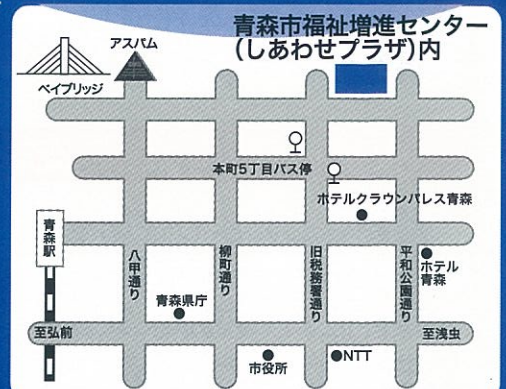 青森市福祉増進センター
(しあわせプラザ)内
アスパム
ベイブリッジ
本町5丁目バス停
ホテルクラウンパレス青森
青森駅
八甲通り
柳町通り
旧税務署通り
平和公園通り
ホテル
青森
青森県庁
至弘前
至浅虫
市役所
NTT